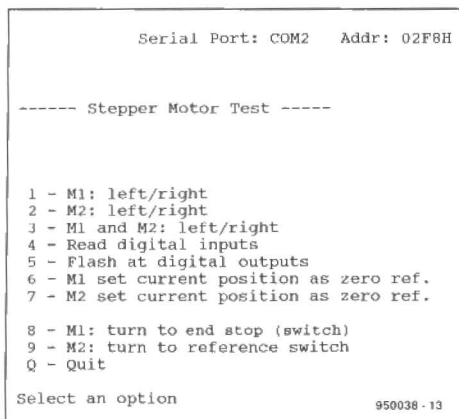 Serial Port: COM2   Addr: 02F8H
------ Stepper Motor Test -----
1 - M1: left/right
2 - M2: left/right
3 - M1 and M2: left/right
4 - Read digital inputs
5 - Flash at digital outputs
6 - M1 set current position as zero ref.
7 - M2 set current position as zero ref.
8 - M1: turn to end stop (switch)
9 - M2: turn to reference switch
Q - Quit
Select an option
950038 - 13